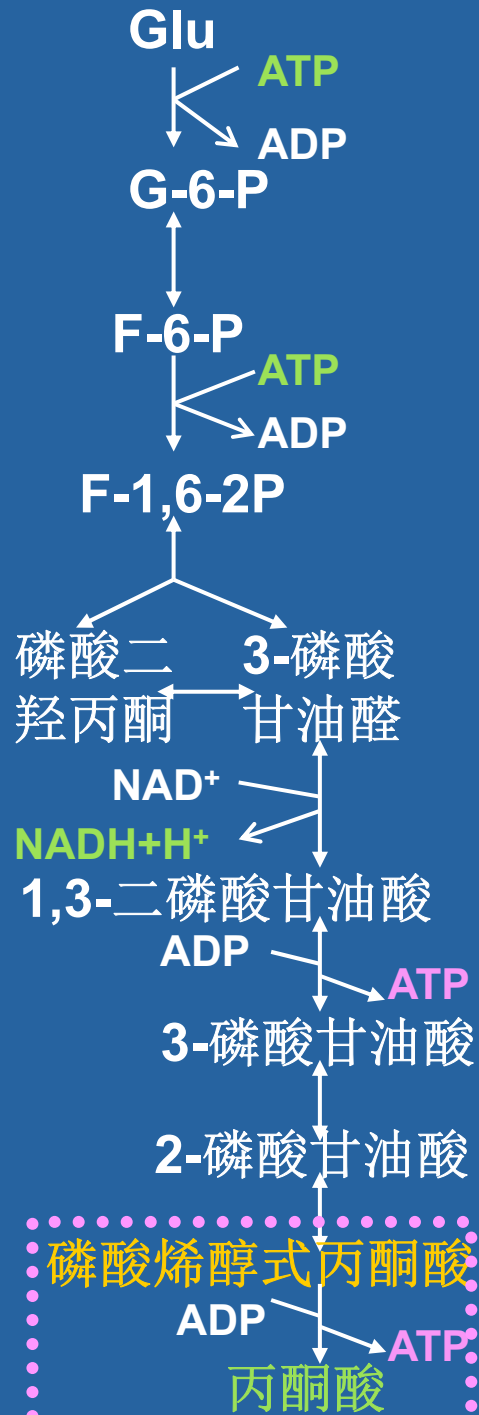 Glu
ATP
ADP
G-6-P
F-6-P
ATP
ADP
F-1,6-2P
磷酸二
羟丙酮
3-磷酸
甘油醛
NAD⁺
NADH+H⁺
1,3-二磷酸甘油酸
ADP
ATP
3-磷酸甘油酸
2-磷酸甘油酸
磷酸烯醇式丙酮酸
ADP
ATP
丙酮酸